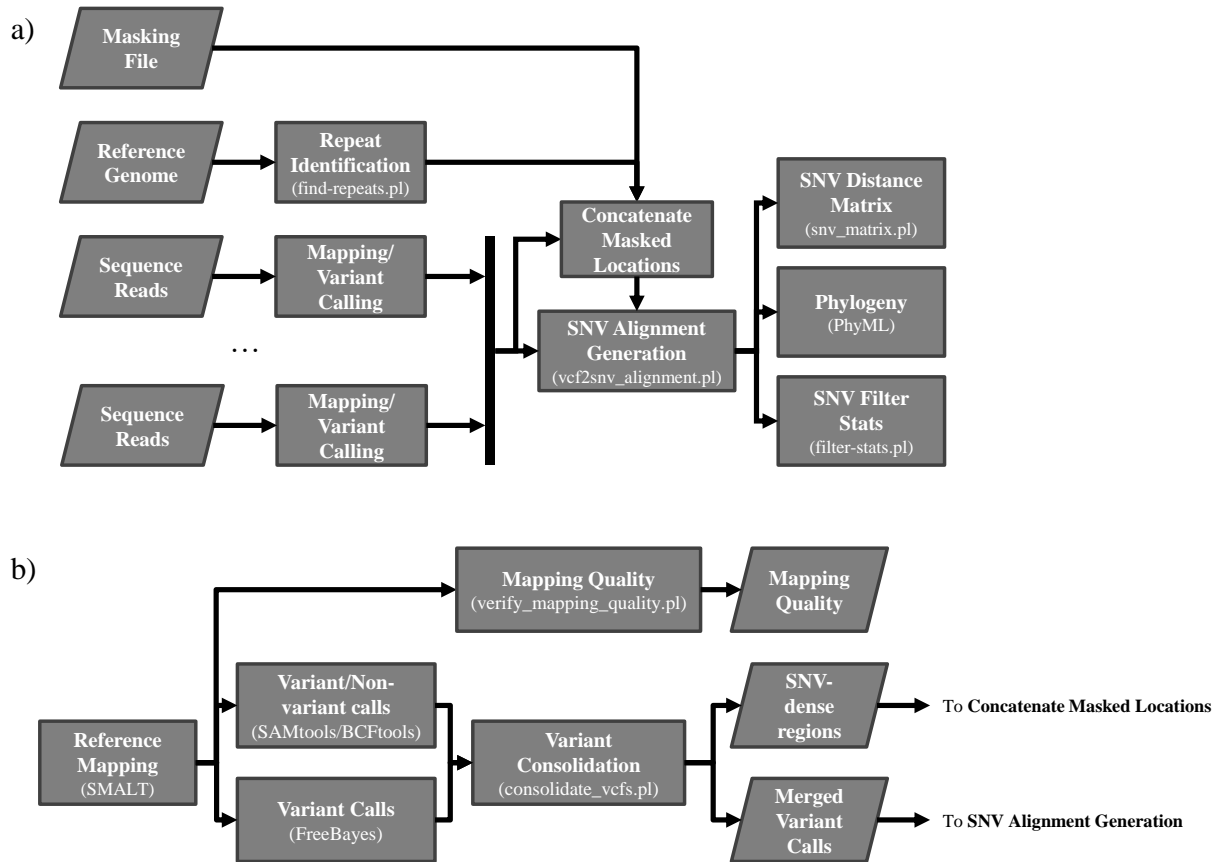 a)
Masking
File
Reference
Genome
Repeat
Identification
(find-repeats.pl)
Sequence
Reads
Mapping/
Variant
Calling
…
Sequence
Reads
Mapping/
Variant
Calling
Concatenate
Masked
Locations
SNV Alignment
Generation
(vcf2snv_alignment.pl)
SNV Distance
Matrix
(snv_matrix.pl)
Phylogeny
(PhyML)
SNV Filter
Stats
(filter-stats.pl)
b)
Mapping Quality
(verify_mapping_quality.pl)
Mapping
Quality
Reference
Mapping
(SMALT)
Variant/Non-
variant calls
(SAMtools/BCFtools)
Variant Calls
(FreeBayes)
Variant
Consolidation
(consolidate_vcfs.pl)
SNV-
dense
regions
To Concatenate Masked Locations
Merged
Variant
Calls
To SNV Alignment Generation